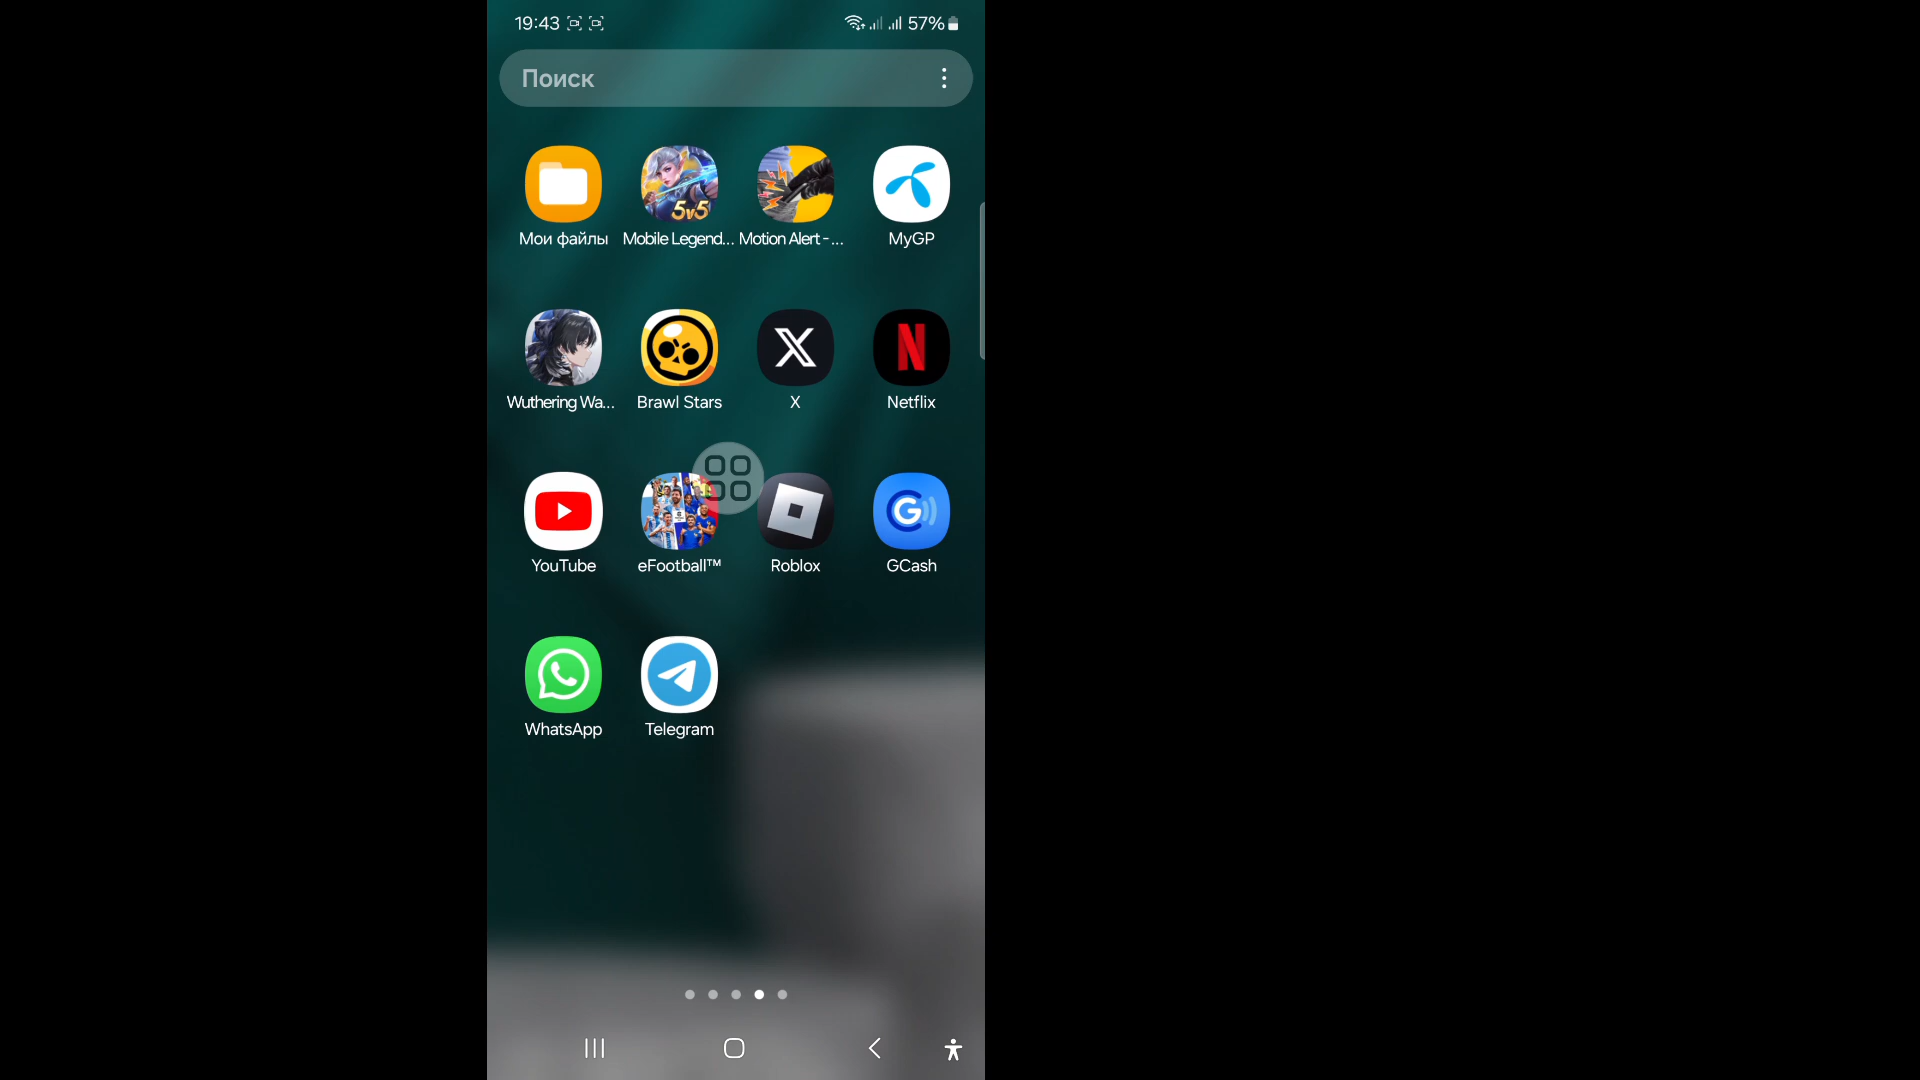 19:43 57%
Поиск
5v5
Мои файлы Mobile Legend... Motion Alert - ... MyGP
Wuthering Wa... Brawl Stars X Netflix
YouTube eFootball™ Roblox GCash
WhatsApp Telegram